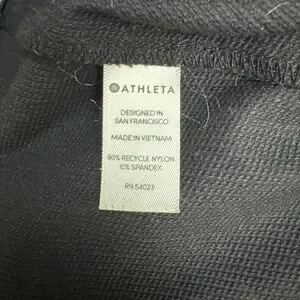 ATHLETA
DESIGNED IN
SAN FRANCISCO
MADE IN VIETNAM
90% RECYCLE NYLON
10% SPANDEX
RN 54023